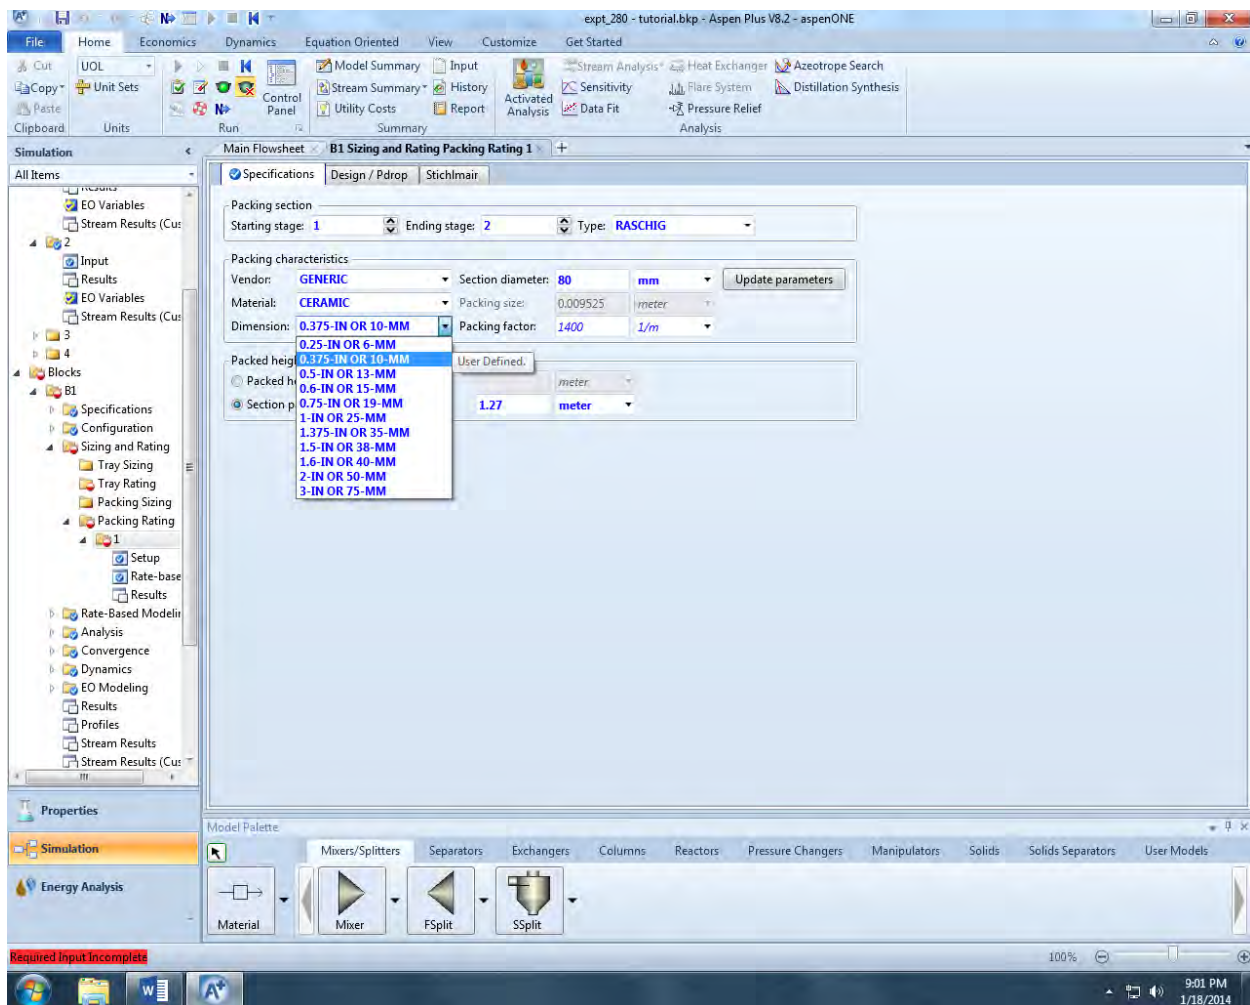 expt_280 - tutorial.bkp - Aspen Plus V8.2 - aspenONE
File Home Economics Dynamics Equation Oriented View Customize Get Started
Cut UOL Model Summary Input Stream Analysis Heat Exchanger Azeotrope Search
Copy Unit Sets Control Panel Stream Summary History Activated Analysis Sensitivity Flare System Distillation Synthesis
Paste N Utility Costs Report Data Fit Pressure Relief
Clipboard Units Run Summary Analysis
Simulation Main Flowsheet B1 Sizing and Rating Packing Rating 1 +
All Items
Results
EO Variables
Stream Results (Cus
2
Input
Results
EO Variables
Stream Results (Cus
3
4
Blocks
B1
Specifications
Configuration
Sizing and Rating
Tray Sizing
Tray Rating
Packing Sizing
Packing Rating
1
Setup
Rate-base
Results
Rate-Based Modelin
Analysis
Convergence
Dynamics
EO Modeling
Results
Profiles
Stream Results
Stream Results (Cus
Properties
Simulation
Energy Analysis
Specifications Design / Pdrop Stichlmair
Packing section
Starting stage: 1 Ending stage: 2 Type: RASCHIG
Packing characteristics
Vendor: GENERIC Section diameter: 80 mm Update parameters
Material: CERAMIC Packing size: 0.009525 meter
Dimension: 0.375-IN OR 10-MM Packing factor: 1400 1/m
0.25-IN OR 6-MM
Packed heig 0.375-IN OR 10-MM User Defined.
0.5-IN OR 13-MM
Packed h 0.6-IN OR 15-MM meter
Section p 0.75-IN OR 19-MM 1.27 meter
1-IN OR 25-MM
1.375-IN OR 35-MM
1.5-IN OR 38-MM
1.6-IN OR 40-MM
2-IN OR 50-MM
3-IN OR 75-MM
Model Palette
Mixers/Splitters Separators Exchangers Columns Reactors Pressure Changers Manipulators Solids Solids Separators User Models
Material Mixer FSplit SSplit
Required Input Incomplete 100%
9:01 PM
1/18/2014